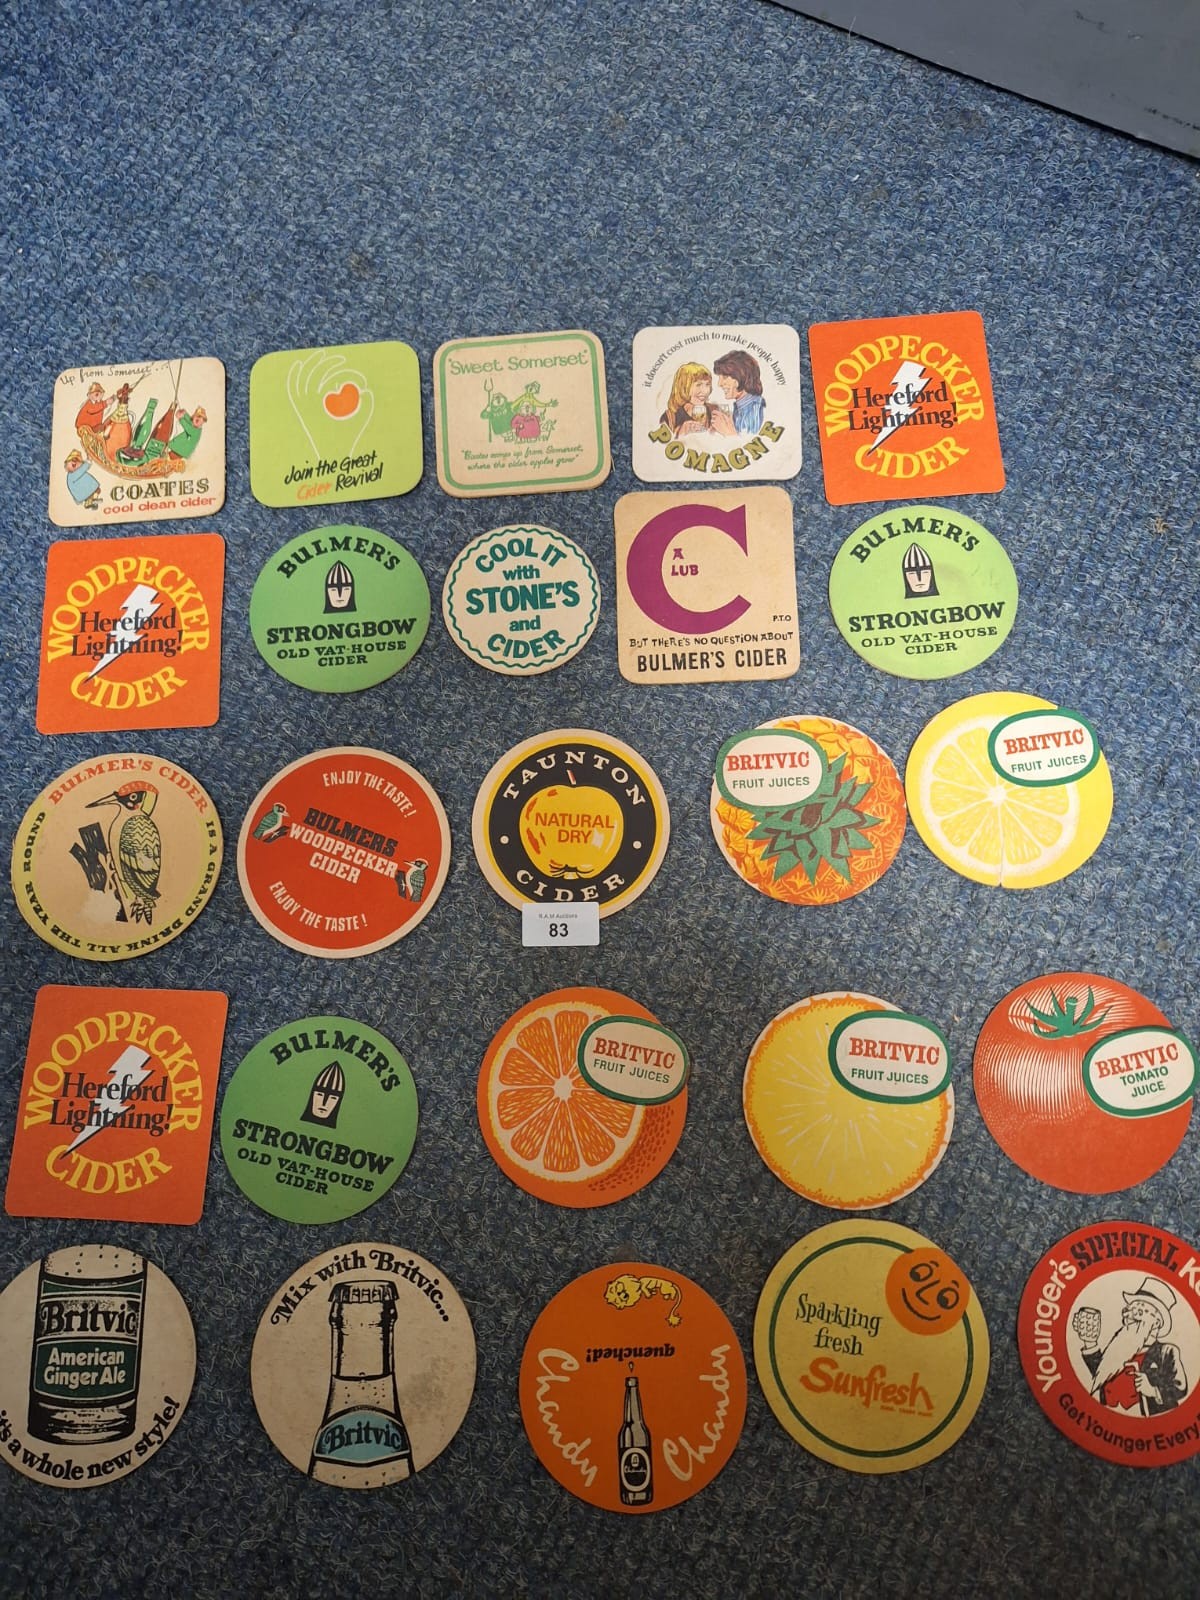 Up from Somerset...
COATES
cool clean cider
Join the Great
Cider Revival
"Sweet Somerset"
"Coates comes up from Somerset,
where the cider apples grow"
it doesn't cost much to make people happy
POMAGNE
WOODPECKER
Hereford
Lightning!
CIDER
WOODPECKER
Hereford
Lightning!
CIDER
BULMER'S
STRONGBOW
OLD VAT-HOUSE
CIDER
COOL IT
with
STONE'S
and
CIDER
C
A
LUB
P.T.O
BUT THERE'S NO QUESTION ABOUT
BULMER'S CIDER
BULMER'S
STRONGBOW
OLD VAT-HOUSE
CIDER
BULMER'S CIDER
IS A GRAND DRINK ALL THE YEAR ROUND
ENJOY THE TASTE!
BULMERS
WOODPECKER
CIDER
ENJOY THE TASTE!
TAUNTON
NATURAL
DRY
CIDER
R.A.M Auctions
83
BRITVIC
FRUIT JUICES
BRITVIC
FRUIT JUICES
WOODPECKER
Hereford
Lightning!
CIDER
BULMER'S
STRONGBOW
OLD VAT-HOUSE
CIDER
BRITVIC
FRUIT JUICES
BRITVIC
FRUIT JUICES
BRITVIC
TOMATO
JUICE
Britvic
American
Ginger Ale
it's a whole new style!
Mix with Britvic...
Britvic
quenched!
Chandy
Chandy
Sparkling
fresh
Sunfresh
Younger's SPECIAL
Get Younger Every